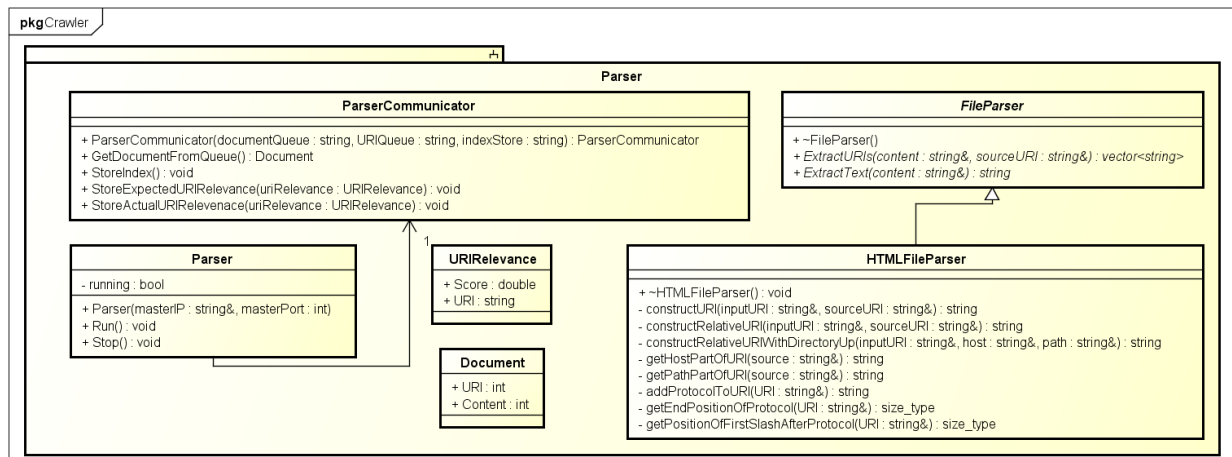 pkg Crawler
Parser
ParserCommunicator
+ ParserCommunicator(documentQueue : string, URIQueue : string, indexStore : string) : ParserCommunicator
+ GetDocumentFromQueue() : Document
+ StoreIndex() : void
+ StoreExpectedURIRelevance(uriRelevance : URIRelevance) : void
+ StoreActualURIRelevenace(uriRelevance : URIRelevance) : void
FileParser
+ ~FileParser()
+ ExtractURIs(content : string&, sourceURI : string&) : vector<string>
+ ExtractText(content : string&) : string
1
Parser
- running : bool
+ Parser(masterIP : string&, masterPort : int)
+ Run() : void
+ Stop() : void
URIRelevance
+ Score : double
+ URI : string
Document
+ URI : int
+ Content : int
HTMLFileParser
+ ~HTMLFileParser() : void
- constructURI(inputURI : string&, sourceURI : string&) : string
- constructRelativeURI(inputURI : string&, sourceURI : string&) : string
- constructRelativeURIWithDirectoryUp(inputURI : string&, host : string&, path : string&) : string
- getHostPartOfURI(source : string&) : string
- getPathPartOfURI(source : string&) : string
- addProtocolToURI(URI : string&) : string
- getEndPositionOfProtocol(URI : string&) : size_type
- getPositionOfFirstSlashAfterProtocol(URI : string&) : size_type